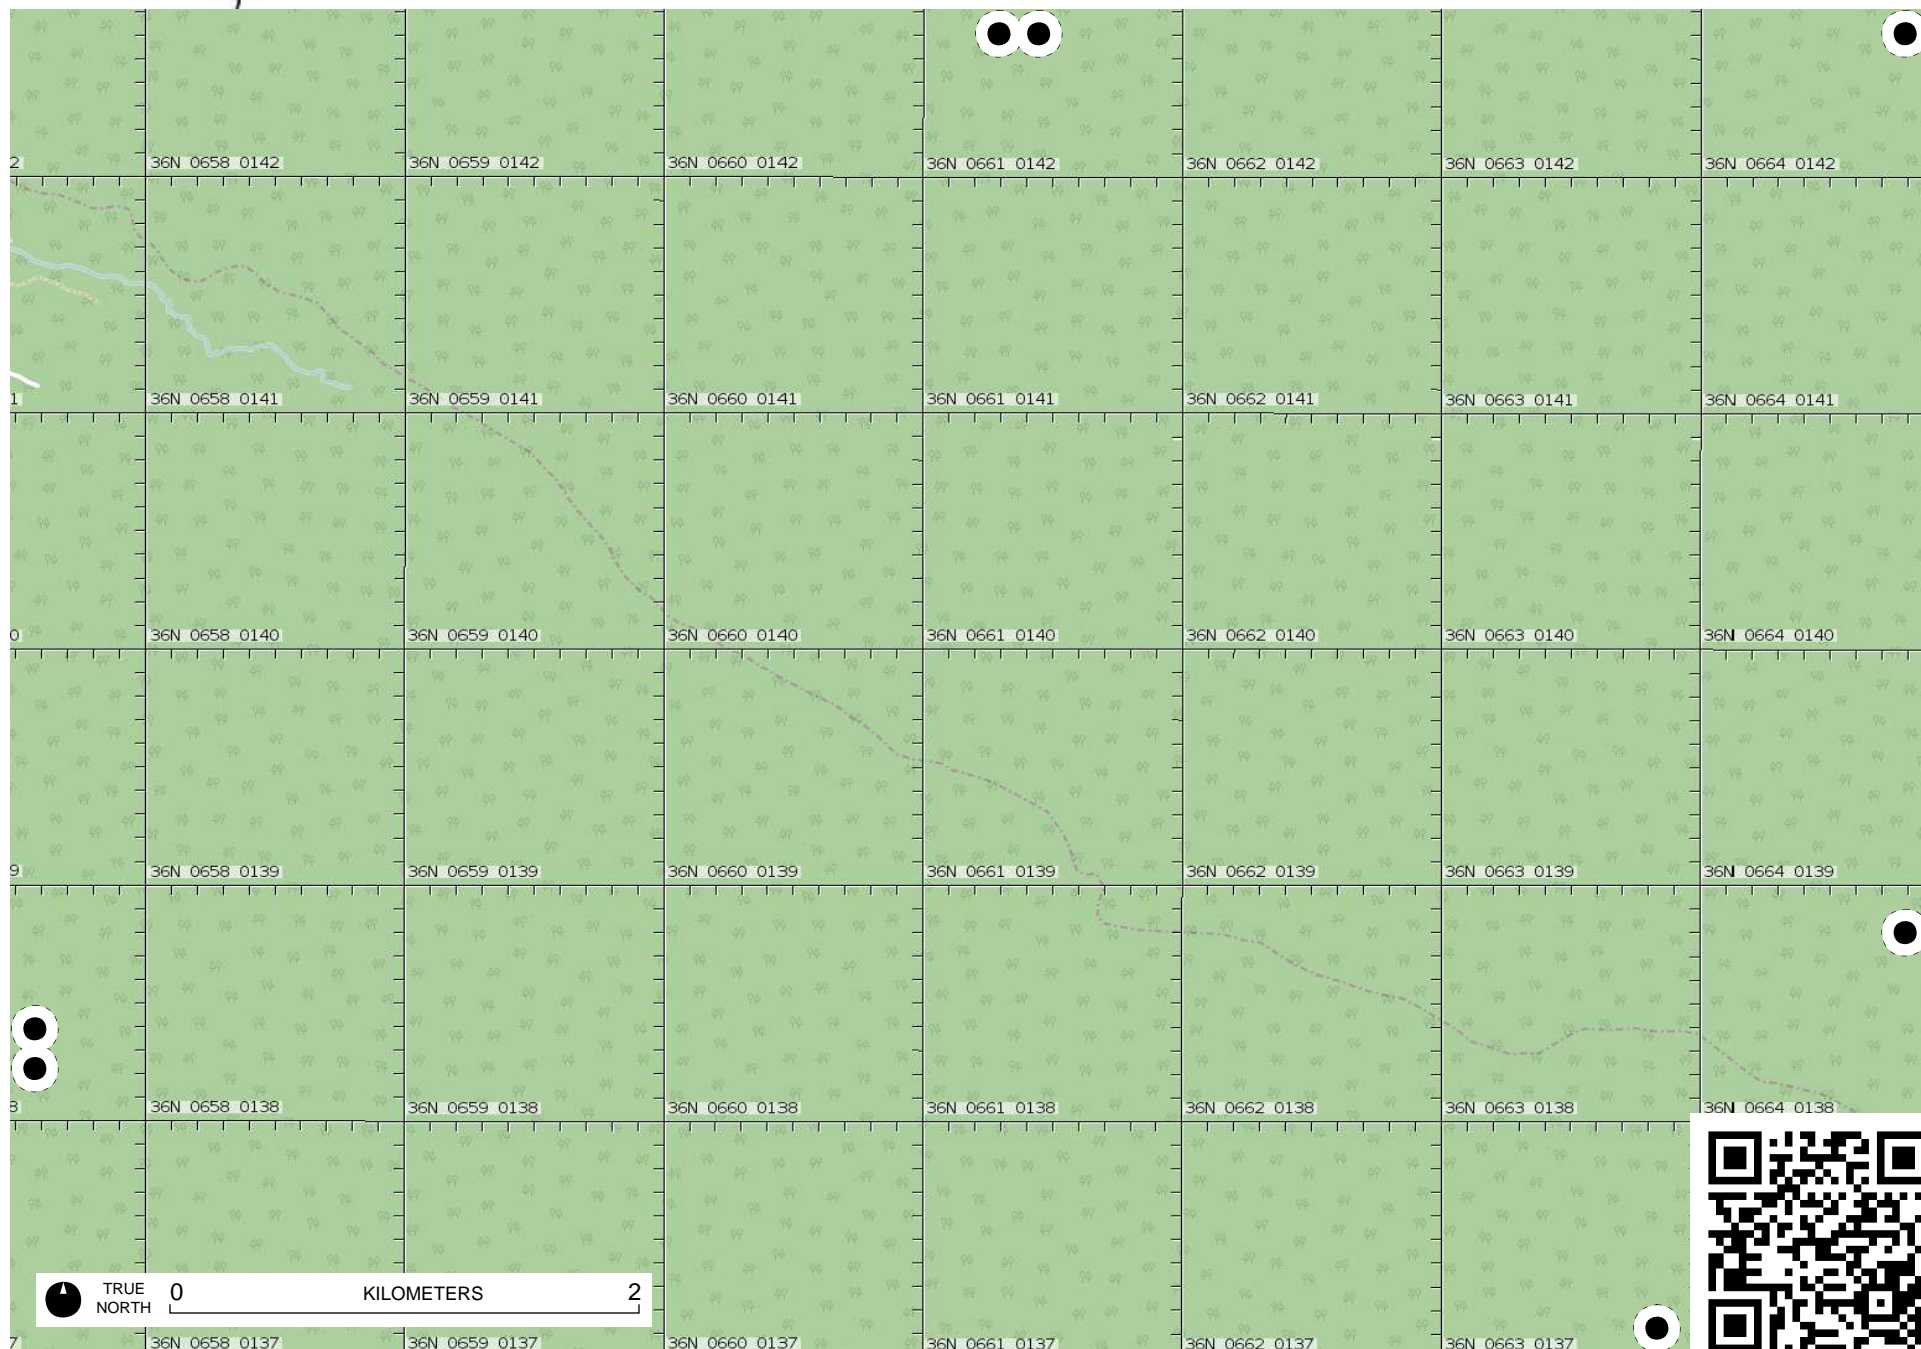 2 36N 0658 0142 36N 0659 0142 36N 0660 0142 36N 0661 0142 36N 0662 0142 36N 0663 0142 36N 0664 0142
1 36N 0658 0141 36N 0659 0141 36N 0660 0141 36N 0661 0141 36N 0662 0141 36N 0663 0141 36N 0664 0141
0 36N 0658 0140 36N 0659 0140 36N 0660 0140 36N 0661 0140 36N 0662 0140 36N 0663 0140 36N 0664 0140
9 36N 0658 0139 36N 0659 0139 36N 0660 0139 36N 0661 0139 36N 0662 0139 36N 0663 0139 36N 0664 0139
8 36N 0658 0138 36N 0659 0138 36N 0660 0138 36N 0661 0138 36N 0662 0138 36N 0663 0138 36N 0664 0138
TRUE NORTH 0 KILOMETERS 2
7 36N 0658 0137 36N 0659 0137 36N 0660 0137 36N 0661 0137 36N 0662 0137 36N 0663 0137